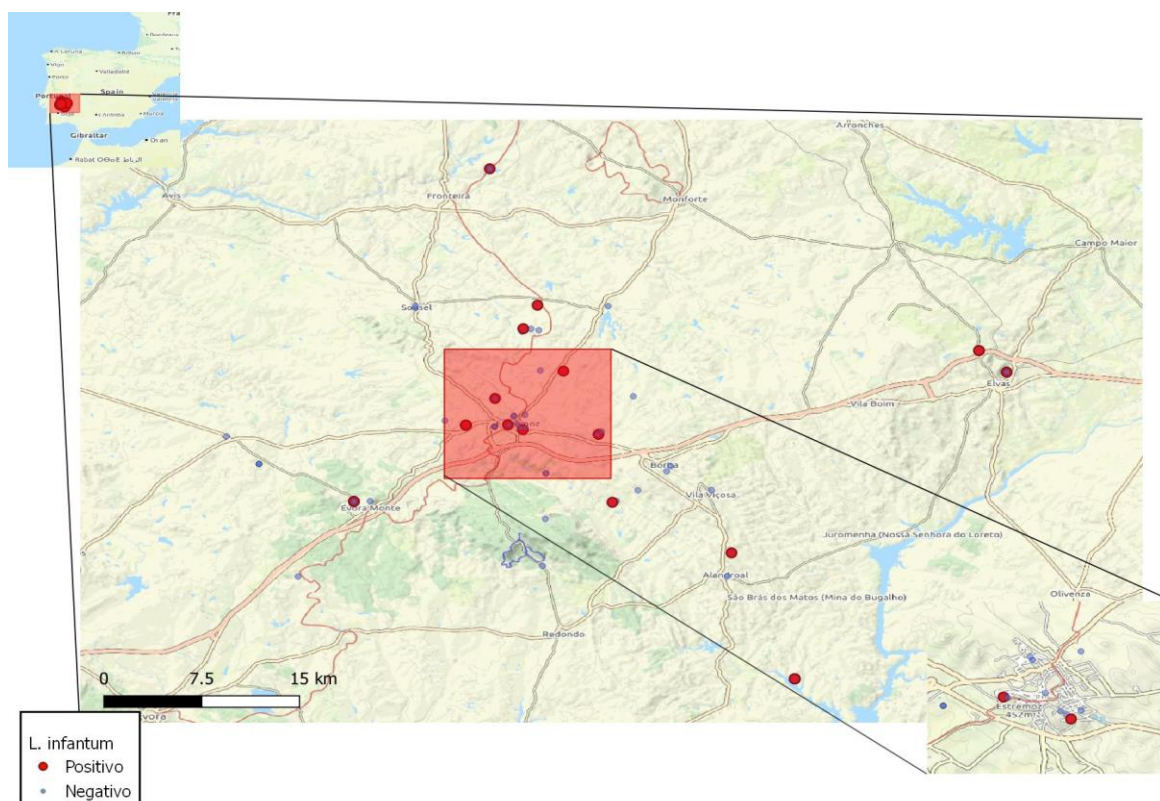 A Coruna
Vigo
Porto
Valladolid
Portugal
Spain
Murcia
Gibraltar
Oran
Rabat
Arronches
Avis
Fronteira
Monforte
Campo Maior
Sousel
Elvas
Vila Boim
Borba
Vila Viçosa
Evora Monte
Juromenha (Nossa Senhora do Loreto)
Alandroal
São Brás dos Matos (Mina do Bugalho)
Olivenza
Redondo
0 7.5 15 km
Estremoz
452m
L. infantum
Positivo
Negativo